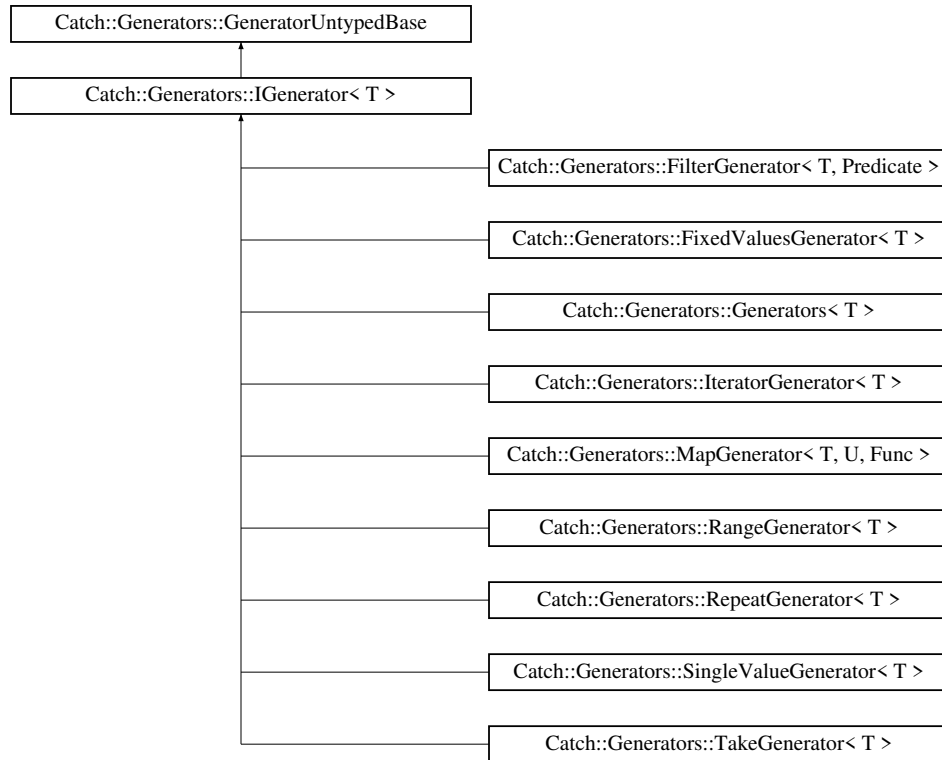 Catch::Generators::GeneratorUntypedBase
Catch::Generators::IGenerator< T >
Catch::Generators::FilterGenerator< T, Predicate >
Catch::Generators::FixedValuesGenerator< T >
Catch::Generators::Generators< T >
Catch::Generators::IteratorGenerator< T >
Catch::Generators::MapGenerator< T, U, Func >
Catch::Generators::RangeGenerator< T >
Catch::Generators::RepeatGenerator< T >
Catch::Generators::SingleValueGenerator< T >
Catch::Generators::TakeGenerator< T >